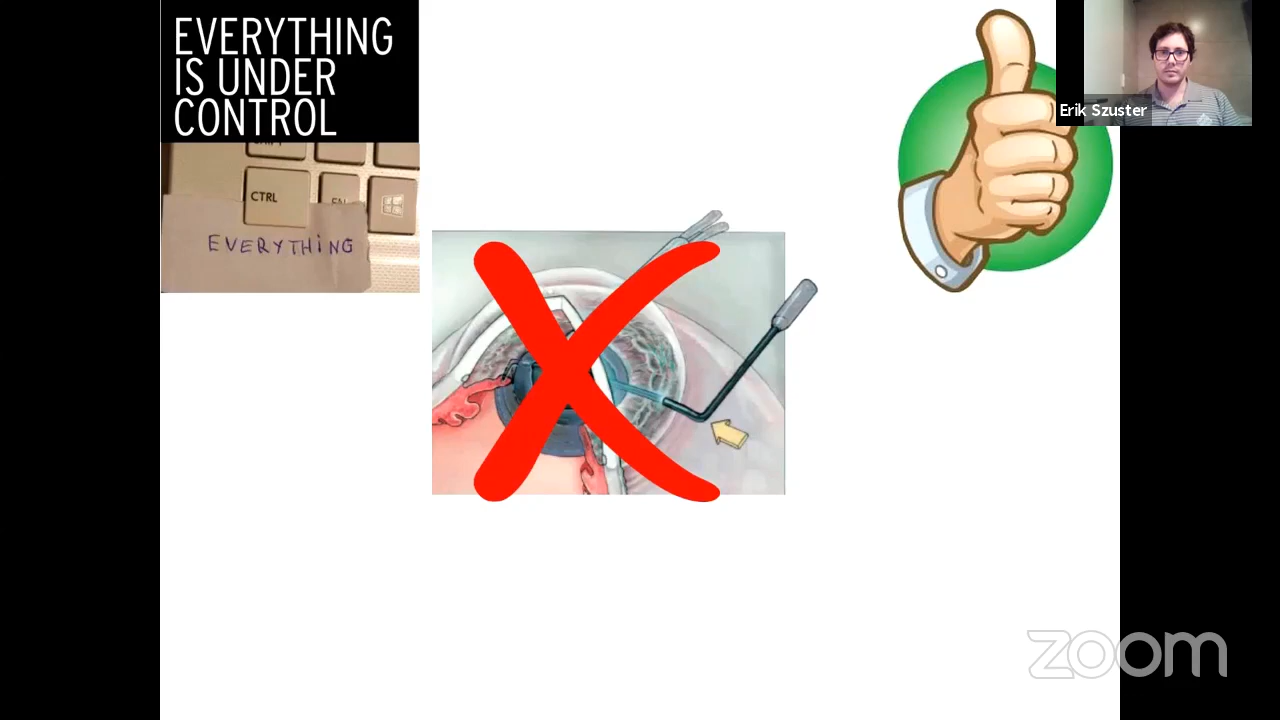 EVERYTHING
IS UNDER
CONTROL
CTRL
EVERYTHING
Erik Szuster
zoom